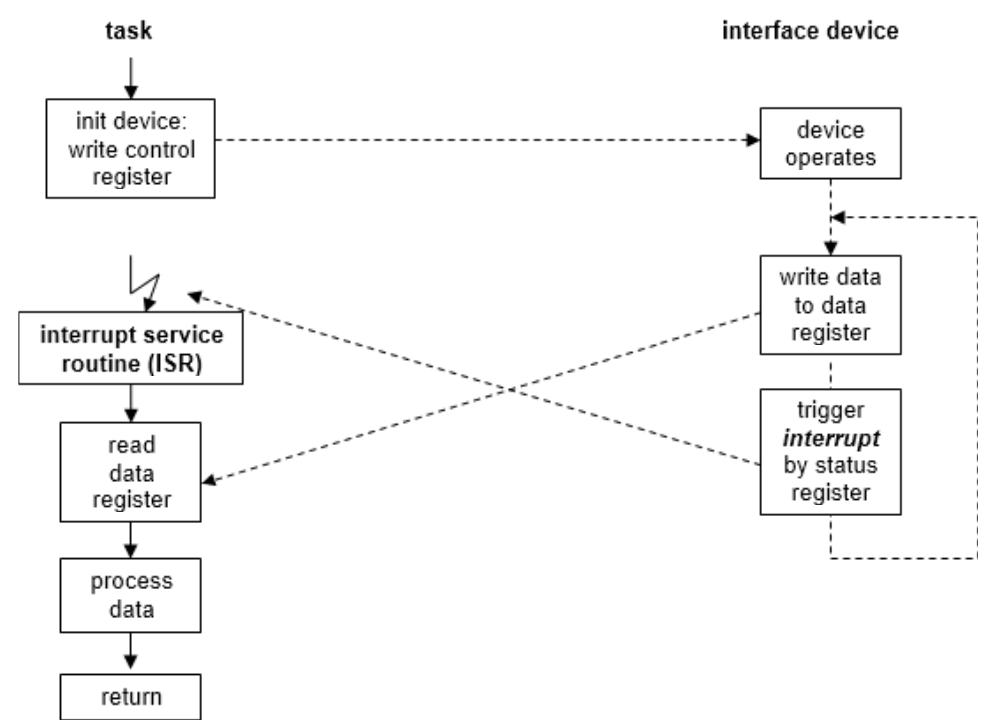 task
interface device
init device:
write control
register
device
operates
write data
to data
register
interrupt service
routine (ISR)
trigger
interrupt
by status
register
read
data
register
process
data
return